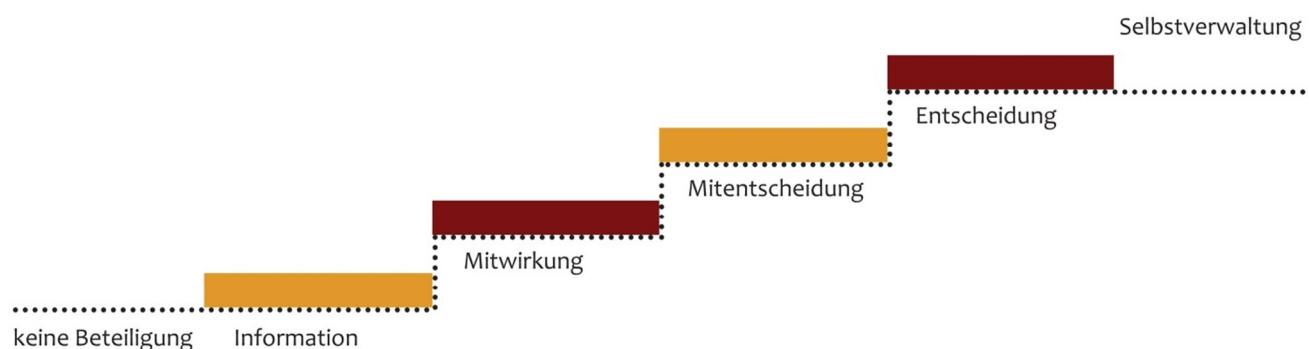 Selbstverwaltung
Entscheidung
Mitentscheidung
Mitwirkung
keine Beteiligung
Information